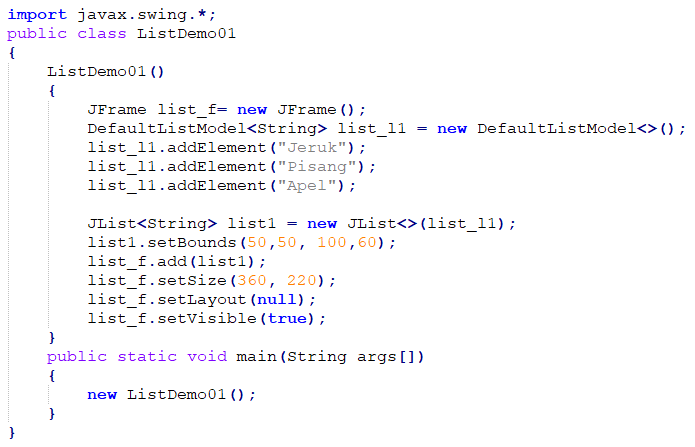 import javax.swing.*;
public class ListDemo01
{
    ListDemo01()
    {
        JFrame list_f= new JFrame();
        DefaultListModel<String> list_l1 = new DefaultListModel<>();
        list_l1.addElement("Jeruk");
        list_l1.addElement("Pisang");
        list_l1.addElement("Apel");

        JList<String> list1 = new JList<>(list_l1);
        list1.setBounds(50,50, 100,60);
        list_f.add(list1);
        list_f.setSize(360, 220);
        list_f.setLayout(null);
        list_f.setVisible(true);
    }
    public static void main(String args[])
    {
        new ListDemo01();
    }
}